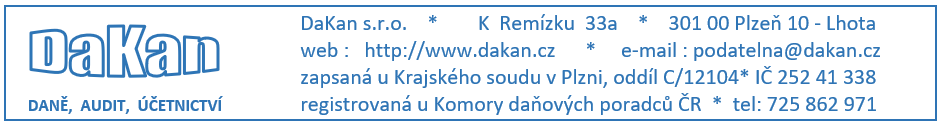 DaKan
DANĚ, AUDIT, ÚČETNICTVÍ
DaKan s.r.o. * K Remízku 33a * 301 00 Plzeň 10 - Lhota
web : http://www.dakan.cz * e-mail : podatelna@dakan.cz
zapsaná u Krajského soudu v Plzni, oddíl C/12104* IČ 252 41 338
registrovaná u Komory daňových poradců ČR * tel: 725 862 971